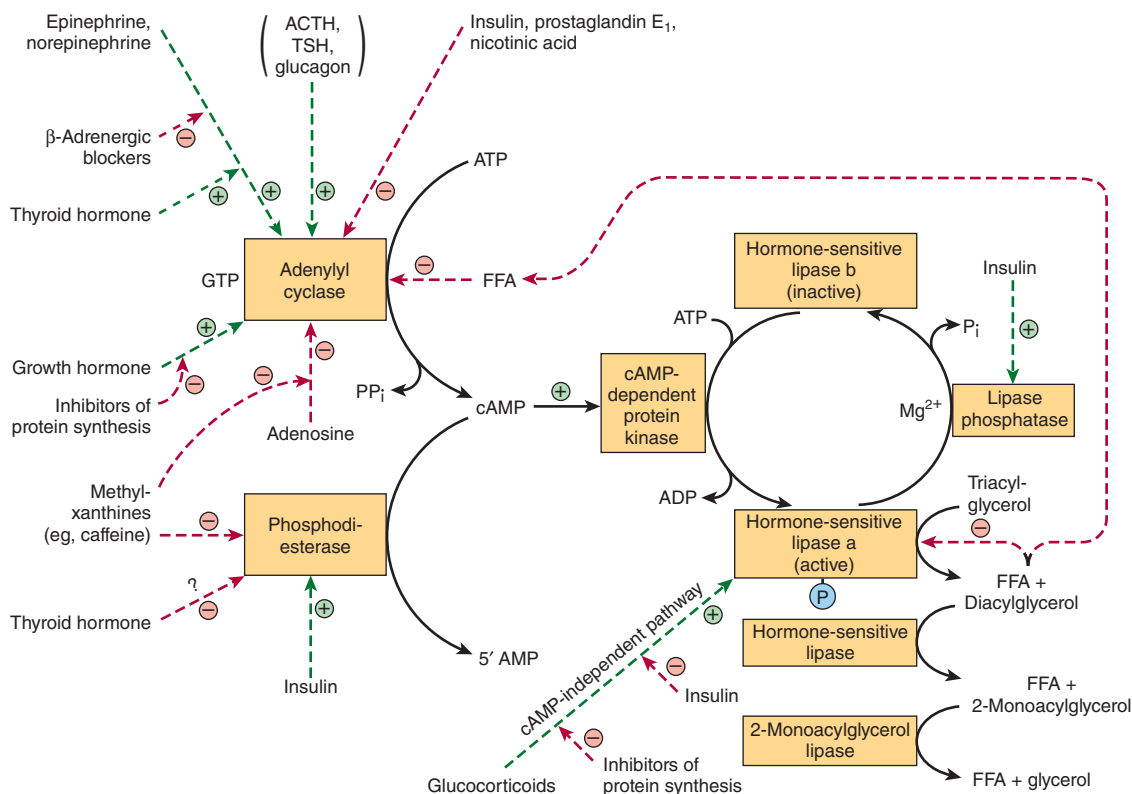 Epinephrine,
norepinephrine
(ACTH,
TSH,
glucagon)
Insulin, prostaglandin E1,
nicotinic acid
β-Adrenergic
blockers
−
Thyroid hormone
+
+
+
−
ATP
GTP
Adenylyl
cyclase
−
FFA
Hormone-sensitive
lipase b
(inactive)
Insulin
+
Growth hormone
+
−
Inhibitors of
protein synthesis
−
−
Adenosine
PPi
cAMP
+
cAMP-
dependent
protein
kinase
ATP
ADP
Pi
Mg2+
Lipase
phosphatase
Methyl-
xanthines
(eg, caffeine)
−
Phosphodi-
esterase
Thyroid hormone
?
−
+
Insulin
5′ AMP
Hormone-sensitive
lipase a
(active)
P
Triacyl-
glycerol
−
FFA +
Diacylglycerol
Hormone-sensitive
lipase
FFA +
2-Monoacylglycerol
2-Monoacylglycerol
lipase
FFA + glycerol
cAMP-independent pathway
+
−
Insulin
−
Inhibitors of
protein synthesis
Glucocorticoids